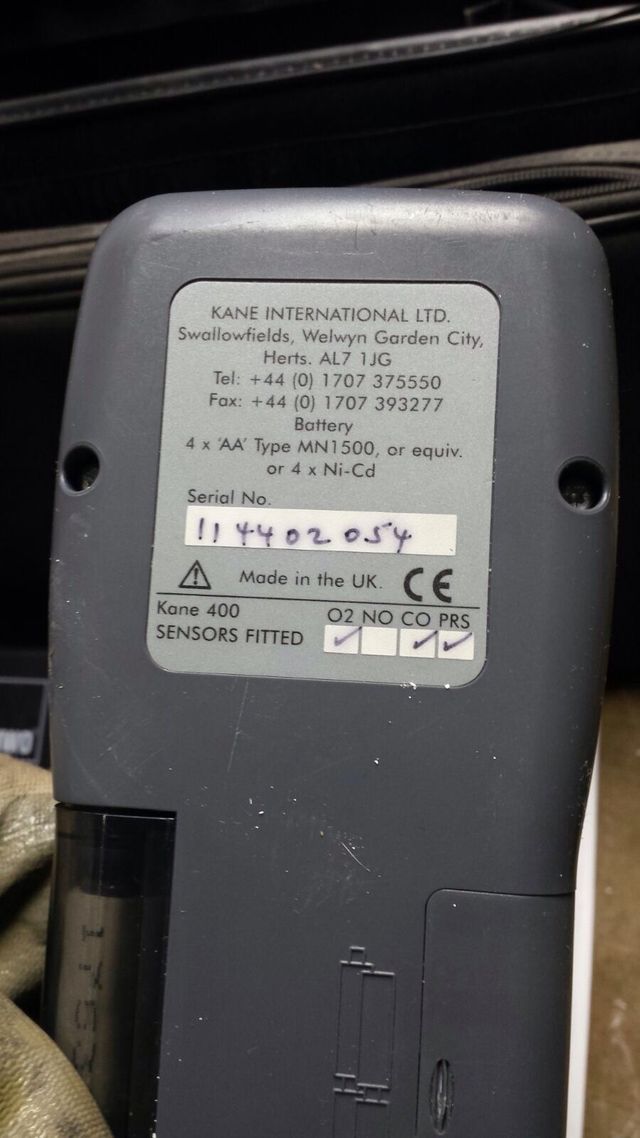 KANE INTERNATIONAL LTD.
Swallowfields, Welwyn Garden City,
Herts. AL7 1JG
Tel: +44 (0) 1707 375550
Fax: +44 (0) 1707 393277
Battery
4 x 'AA' Type MN1500, or equiv.
or 4 x Ni-Cd
Serial No.
114402054
Made in the UK. CE
Kane 400 O2 NO CO PRS
SENSORS FITTED ✓ ✓ ✓